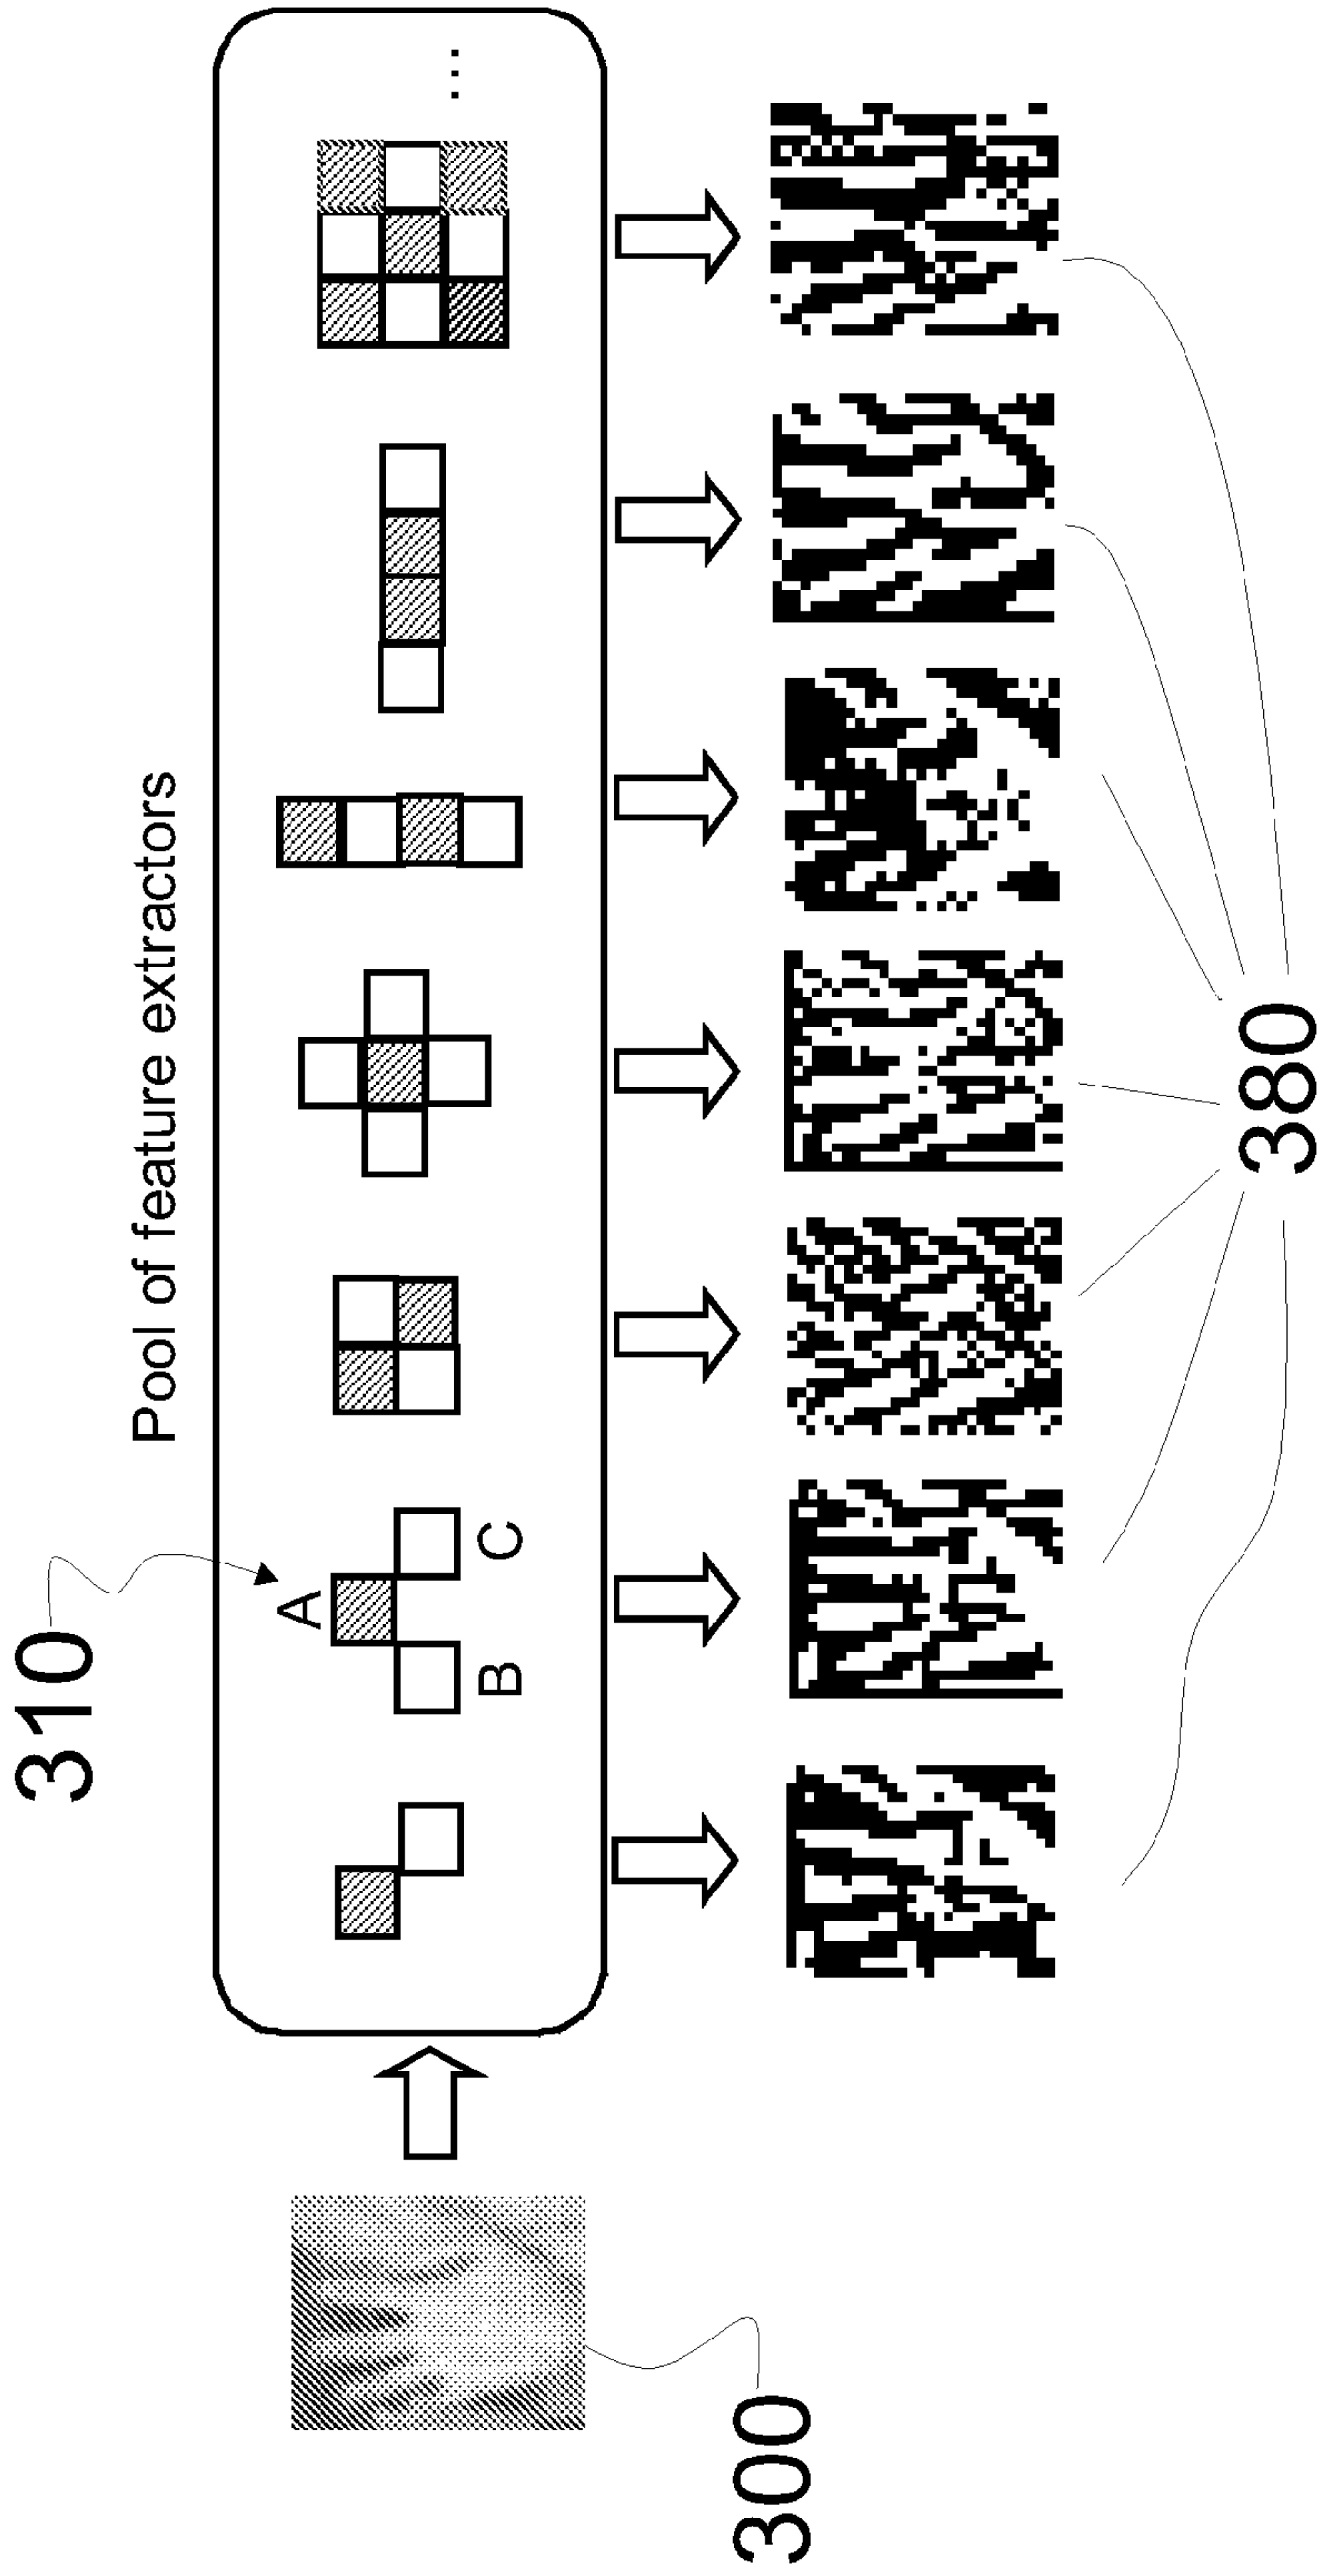 310
Pool of feature extractors
A
B
C
...
300
380